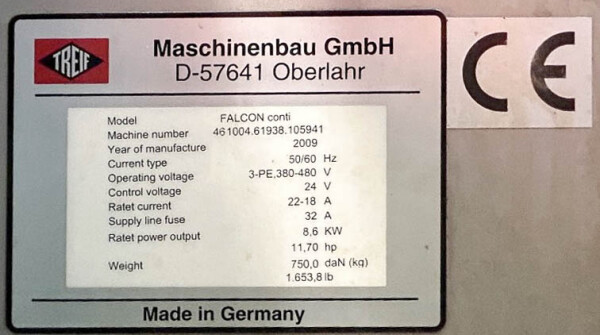 TREIF
Maschinenbau GmbH
D-57641 Oberlahr
CE
Model FALCON conti
Machine number 461004.61938.105941
Year of manufacture 2009
Current type 50/60 Hz
Operating voltage 3-PE,380-480 V
Control voltage 24 V
Ratet current 22-18 A
Supply line fuse 32 A
Ratet power output 8,6 KW
11,70 hp
Weight 750,0 daN (kg)
1.653,8 lb
Made in Germany